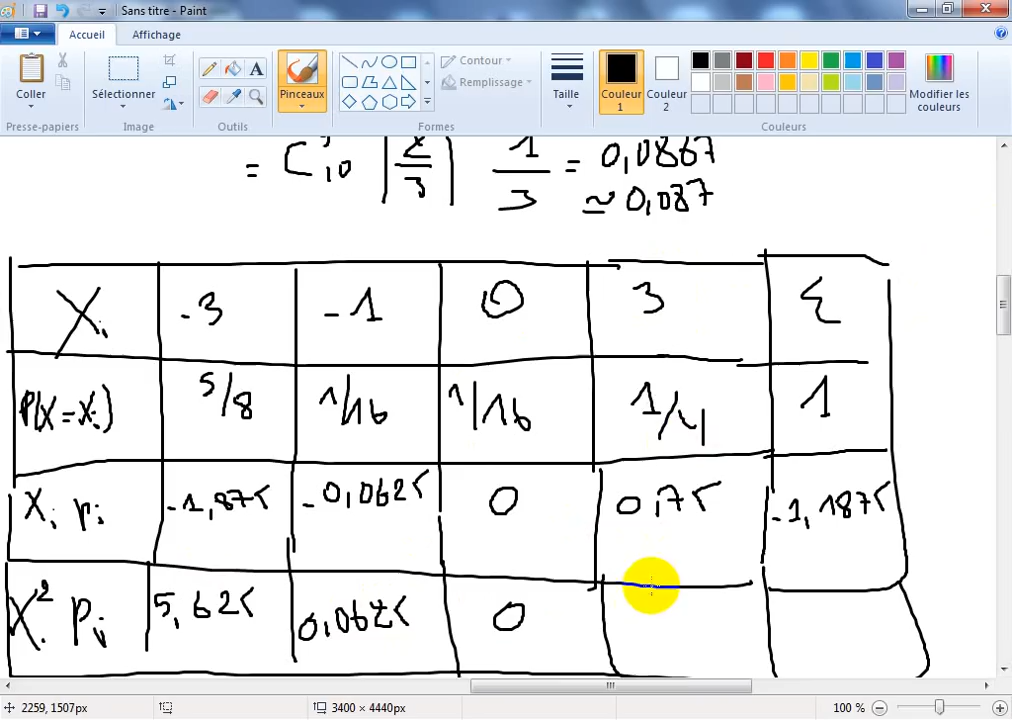 Sans titre - Paint
Accueil
Affichage
Coller
Sélectionner
Pinceaux
Contour
Remplissage
Taille
Couleur 1
Couleur 2
Modifier les couleurs
Presse-papiers
Image
Outils
Formes
Couleurs
= C 10 2/3 1/3 = 0,0867
≃ 0,087
Xi -3 -1 0 3 Σ
P(X=xi) 5/8 1/16 1/16 1/4 1
Xi Pi -1,875 -0,0625 0 0,75 -1,1875
X² Pi 5,625 0,0625 0
2259, 1507px
3400 × 4440px
100 %